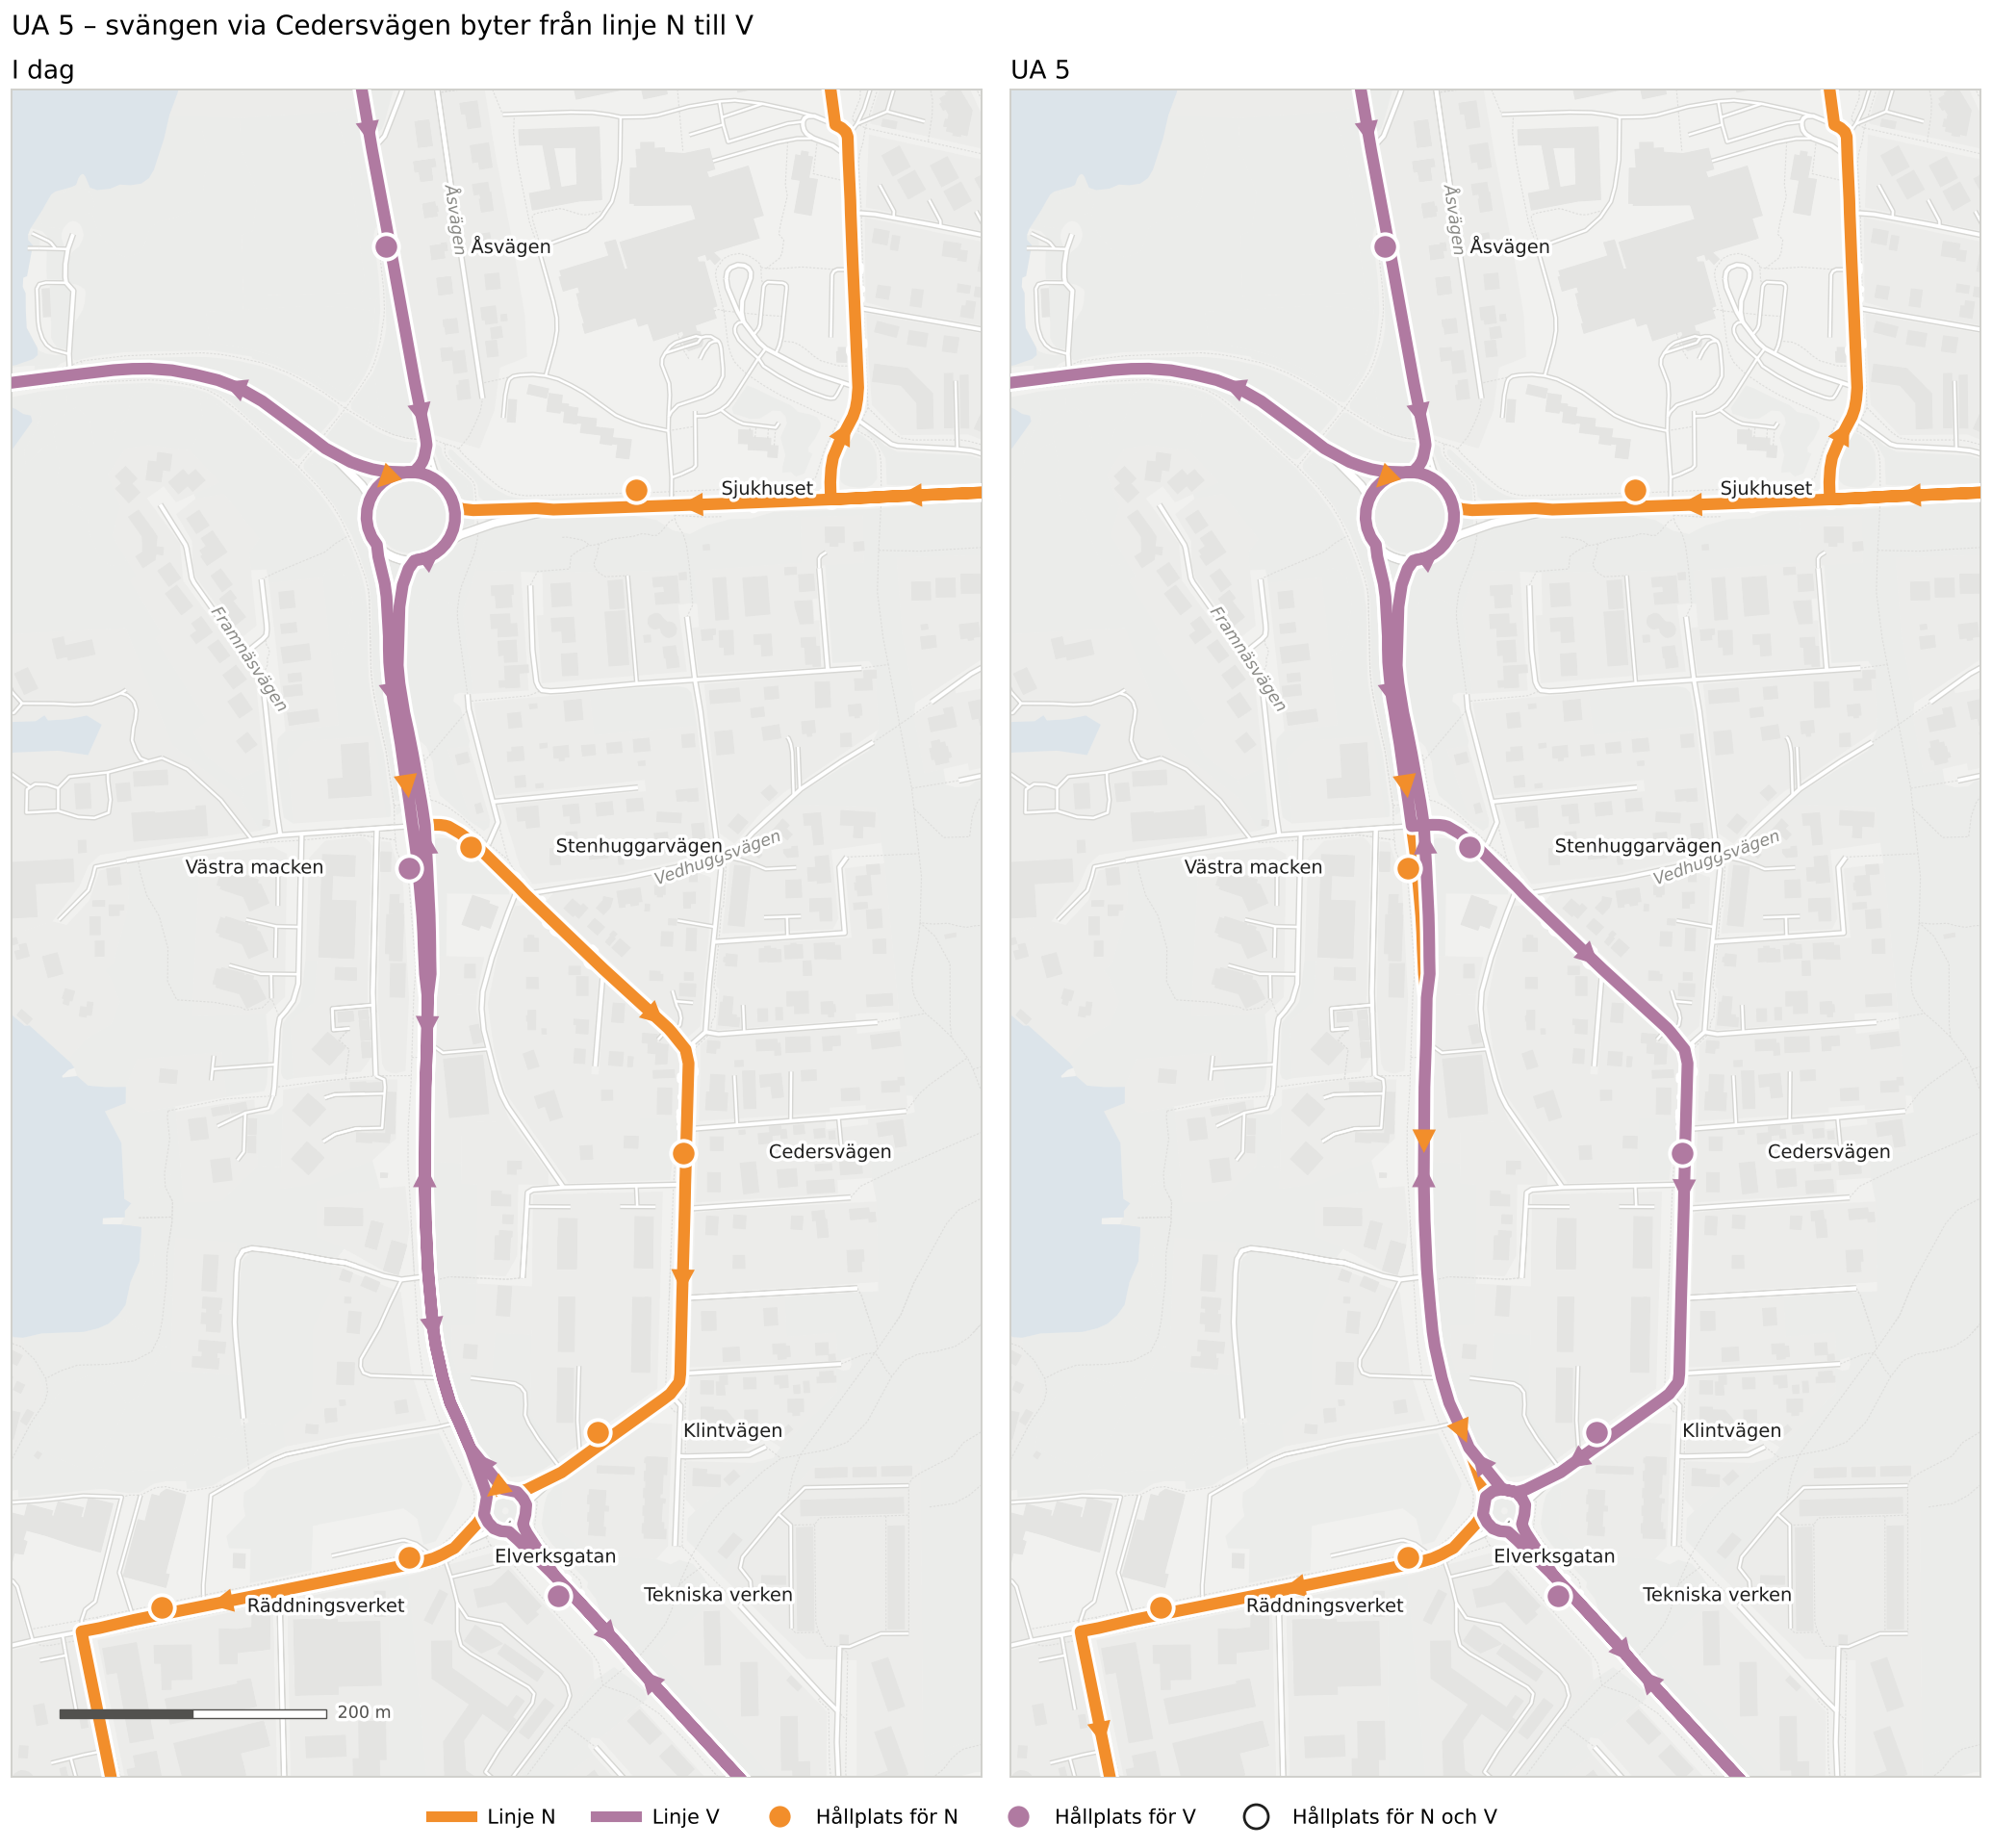 UA 5 – svängen via Cedersvägen byter från linje N till V
I dag
Åsvägen
Åsvägen
Sjukhuset
Framnäsvägen
Stenhuggarvägen
Vedhuggsvägen
Västra macken
Cedersvägen
Klintvägen
Elverksgatan
Tekniska verken
Räddningsverket
200 m
UA 5
Åsvägen
Åsvägen
Sjukhuset
Framnäsvägen
Stenhuggarvägen
Vedhuggsvägen
Västra macken
Cedersvägen
Klintvägen
Elverksgatan
Tekniska verken
Räddningsverket
Linje N
Linje V
Hållplats för N
Hållplats för V
Hållplats för N och V